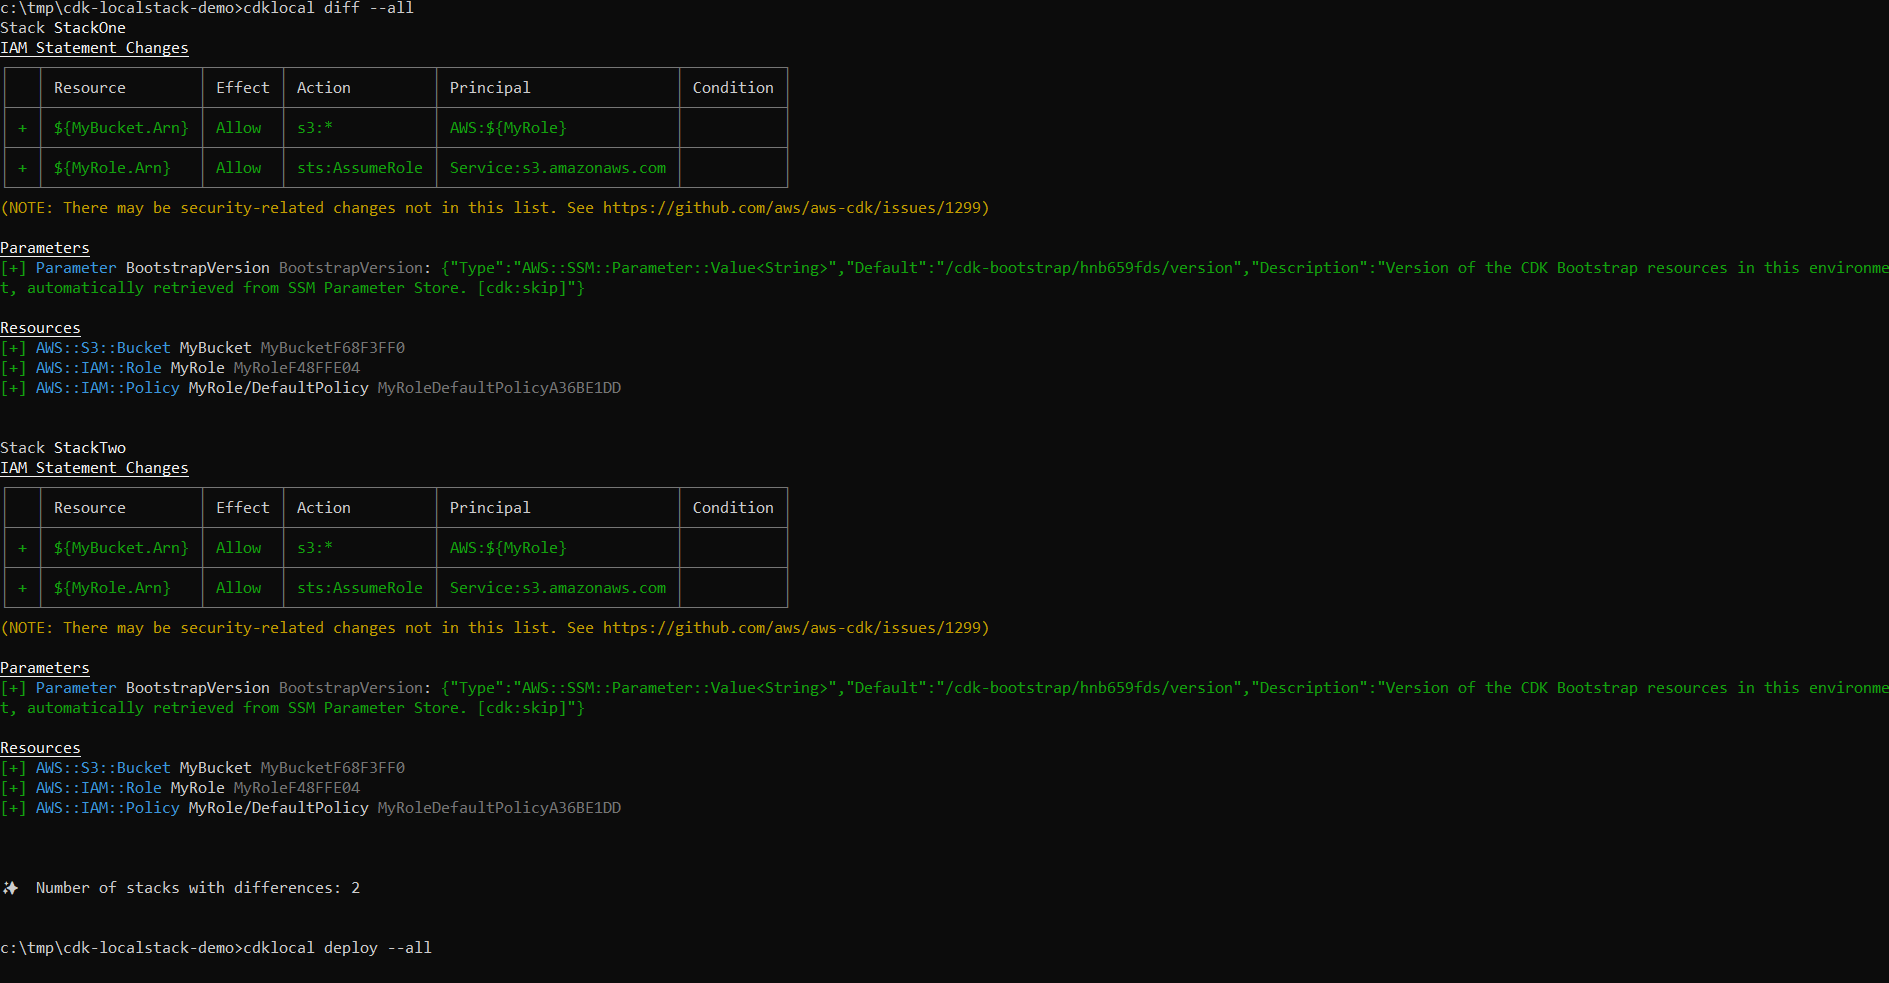 c:\tmp\cdk-localstack-demo>cdklocal diff --all
Stack StackOne
IAM Statement Changes
Resource Effect Action Principal Condition
+ ${MyBucket.Arn} Allow s3:* AWS:${MyRole}
+ ${MyRole.Arn} Allow sts:AssumeRole Service:s3.amazonaws.com
(NOTE: There may be security-related changes not in this list. See https://github.com/aws/aws-cdk/issues/1299)
Parameters
[+] Parameter BootstrapVersion BootstrapVersion: {"Type":"AWS::SSM::Parameter::Value<String>","Default":"/cdk-bootstrap/hnb659fds/version","Description":"Version of the CDK Bootstrap resources in this environme
t, automatically retrieved from SSM Parameter Store. [cdk:skip]"}
Resources
[+] AWS::S3::Bucket MyBucket MyBucketF68F3FF0
[+] AWS::IAM::Role MyRole MyRoleF48FFE04
[+] AWS::IAM::Policy MyRole/DefaultPolicy MyRoleDefaultPolicyA36BE1DD
Stack StackTwo
IAM Statement Changes
Resource Effect Action Principal Condition
+ ${MyBucket.Arn} Allow s3:* AWS:${MyRole}
+ ${MyRole.Arn} Allow sts:AssumeRole Service:s3.amazonaws.com
(NOTE: There may be security-related changes not in this list. See https://github.com/aws/aws-cdk/issues/1299)
Parameters
[+] Parameter BootstrapVersion BootstrapVersion: {"Type":"AWS::SSM::Parameter::Value<String>","Default":"/cdk-bootstrap/hnb659fds/version","Description":"Version of the CDK Bootstrap resources in this environme
t, automatically retrieved from SSM Parameter Store. [cdk:skip]"}
Resources
[+] AWS::S3::Bucket MyBucket MyBucketF68F3FF0
[+] AWS::IAM::Role MyRole MyRoleF48FFE04
[+] AWS::IAM::Policy MyRole/DefaultPolicy MyRoleDefaultPolicyA36BE1DD
✨ Number of stacks with differences: 2
c:\tmp\cdk-localstack-demo>cdklocal deploy --all